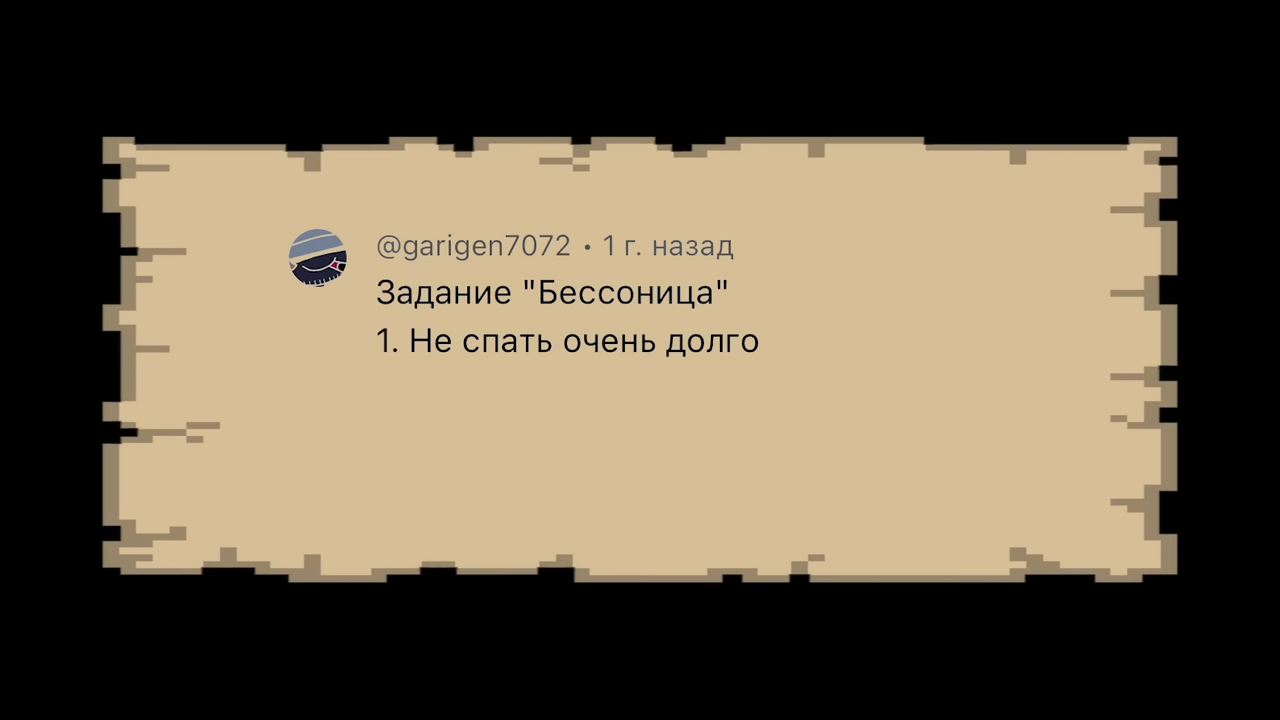 @garigen7072 • 1 г. назад
Задание "Бессоница"
1. Не спать очень долго